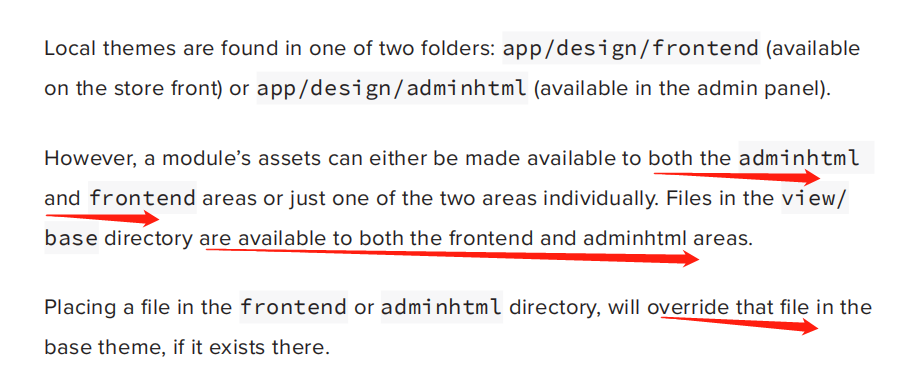 Local themes are found in one of two folders: app/design/frontend (available
on the store front) or app/design/adminhtml (available in the admin panel).
However, a module’s assets can either be made available to both the adminhtml
and frontend areas or just one of the two areas individually. Files in the view/
base directory are available to both the frontend and adminhtml areas.
Placing a file in the frontend or adminhtml directory, will override that file in the
base theme, if it exists there.